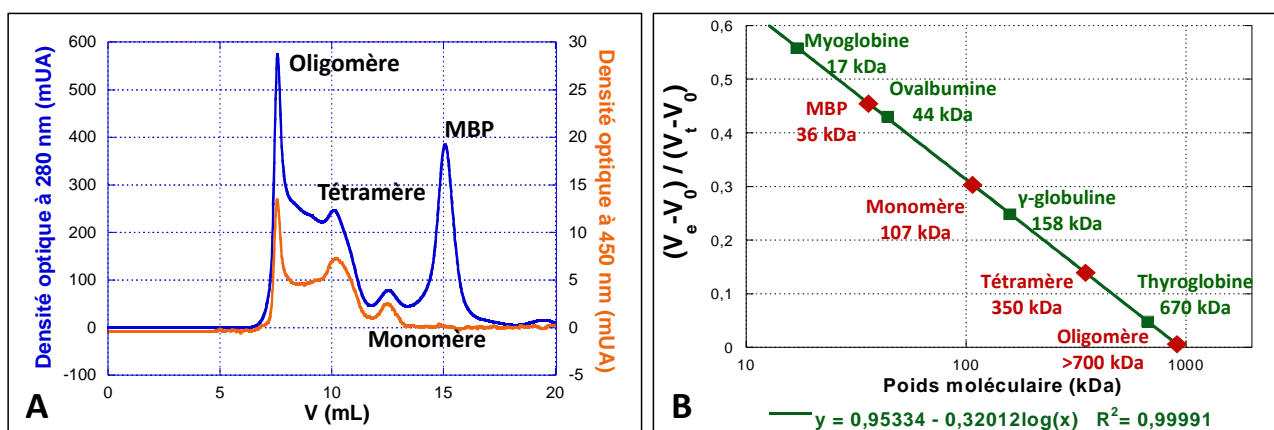 600
500
400
300
200
100
0
-100
30
25
20
15
10
5
0
-5
0
5
10
15
20
Densité optique à 280 nm (mUA)
Densité optique à 450 nm (mUA)
Oligomère
MBP
Tétramère
Monomère
V (mL)
A
0,6
0,5
0,4
0,3
0,2
0,1
0
(Ve-V0) / (Vt-V0)
Myoglobine
17 kDa
Ovalbumine
44 kDa
MBP
36 kDa
Monomère
107 kDa
γ-globuline
158 kDa
Tétramère
350 kDa
Thyroglobine
670 kDa
Oligomère
>700 kDa
10
100
1000
Poids moléculaire (kDa)
B
y = 0,95334 - 0,32012log(x) R²= 0,99991